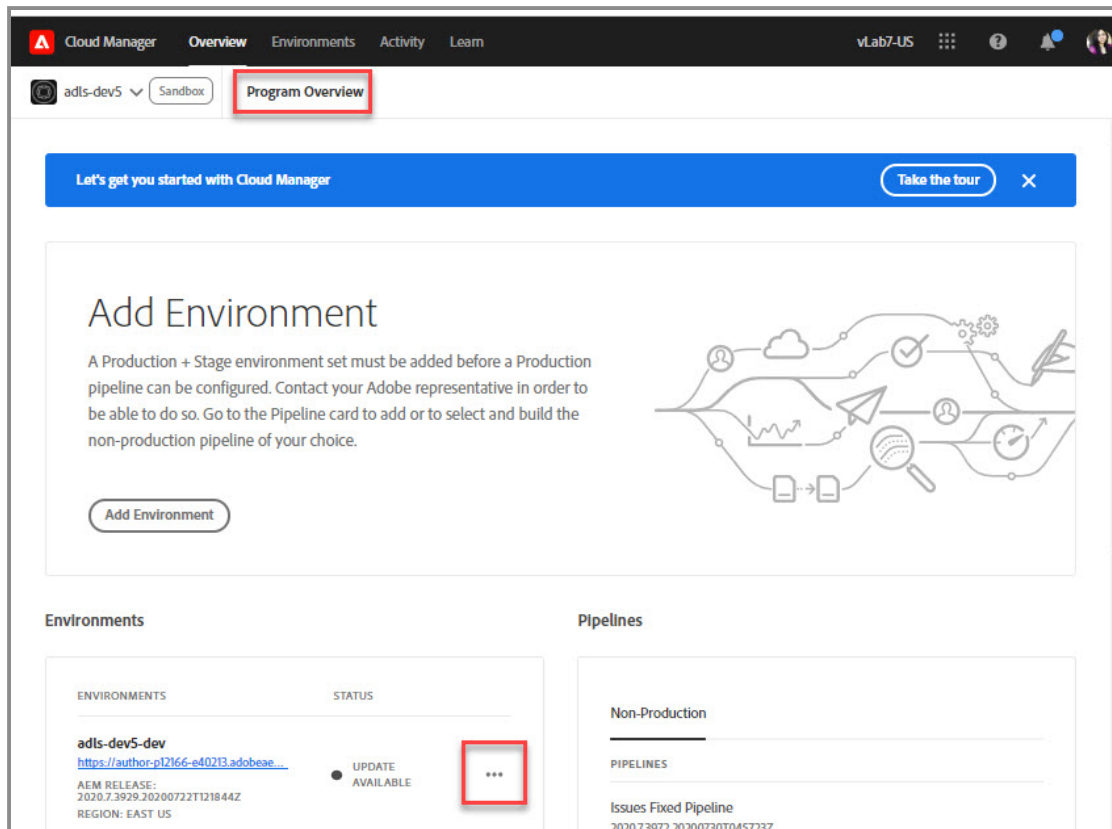 Cloud Manager Overview Environments Activity Learn vLab7-US
adls-dev5 Sandbox Program Overview
Let's get you started with Cloud Manager Take the tour
Add Environment
A Production + Stage environment set must be added before a Production
pipeline can be configured. Contact your Adobe representative in order to
be able to do so. Go to the Pipeline card to add or to select and build the
non-production pipeline of your choice.
Add Environment
Environments
ENVIRONMENTS STATUS
adls-dev5-dev
https://author-p12166-e40213.adobeae...
UPDATE
AVAILABLE
AEM RELEASE:
2020.7.3929.20200722T121844Z
REGION: EAST US
Pipelines
Non-Production
PIPELINES
Issues Fixed Pipeline
2020.7.3972.20200730T045723Z